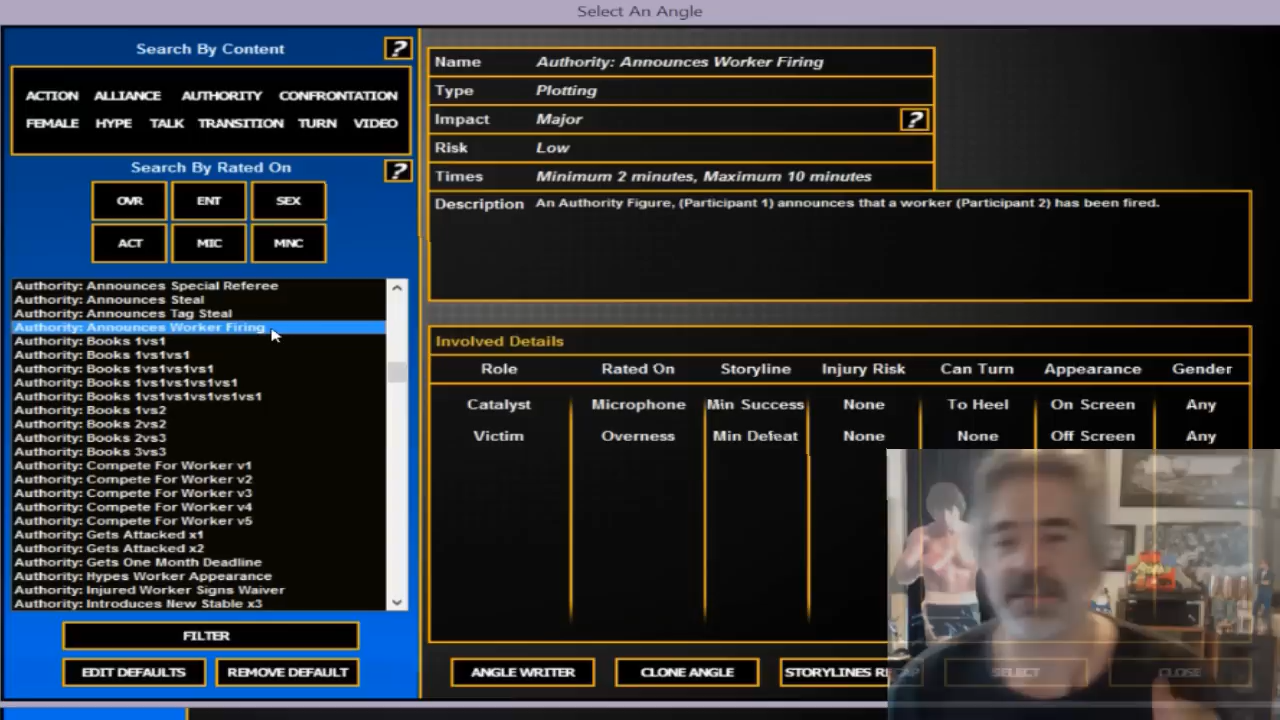 Select An Angle
Search By Content
?
ACTION ALLIANCE AUTHORITY CONFRONTATION
FEMALE HYPE TALK TRANSITION TURN VIDEO
Search By Rated On
?
OVR ENT SEX
ACT MIC MNC
Authority: Announces Special Referee
Authority: Announces Steal
Authority: Announces Tag Steal
Authority: Announces Worker Firing
Authority: Books 1vs1
Authority: Books 1vs1vs1
Authority: Books 1vs1vs1vs1
Authority: Books 1vs1vs1vs1vs1
Authority: Books 1vs1vs1vs1vs1vs1
Authority: Books 1vs2
Authority: Books 2vs2
Authority: Books 2vs3
Authority: Books 3vs3
Authority: Compete For Worker v1
Authority: Compete For Worker v2
Authority: Compete For Worker v3
Authority: Compete For Worker v4
Authority: Compete For Worker v5
Authority: Gets Attacked x1
Authority: Gets Attacked x2
Authority: Gets One Month Deadline
Authority: Hypes Worker Appearance
Authority: Injured Worker Signs Waiver
Authority: Introduces New Stable x3
FILTER
EDIT DEFAULTS REMOVE DEFAULT
Name Authority: Announces Worker Firing
Type Plotting
Impact Major ?
Risk Low
Times Minimum 2 minutes, Maximum 10 minutes
Description An Authority Figure, (Participant 1) announces that a worker (Participant 2) has been fired.
Involved Details
Role Rated On Storyline Injury Risk Can Turn Appearance Gender
Catalyst Microphone Min Success None To Heel On Screen Any
Victim Overness Min Defeat None None Off Screen Any
ANGLE WRITER CLONE ANGLE STORYLINES RECAP SELECT CLOSE